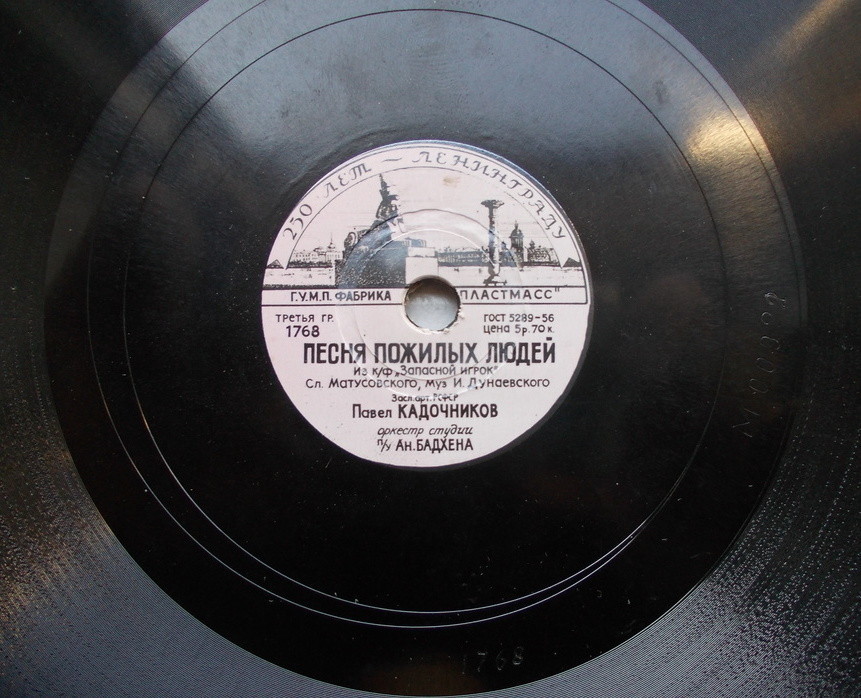 250 ЛЕТ — ЛЕНИНГРАДУ
Г.У.М.П. ФАБРИКА "ПЛАСТМАСС"
ТРЕТЬЯ ГР. ГОСТ 5289-56
1768 Цена 5р. 70к.
ПЕСНЯ ПОЖИЛЫХ ЛЮДЕЙ
Из к/ф „Запасной игрок"
Сл. Матусовского, муз И. Дунаевского
Засл. арт. РСФСР
Павел КАДОЧНИКОВ
оркестр студии
п/у Ан. БАДХЕНА
1768